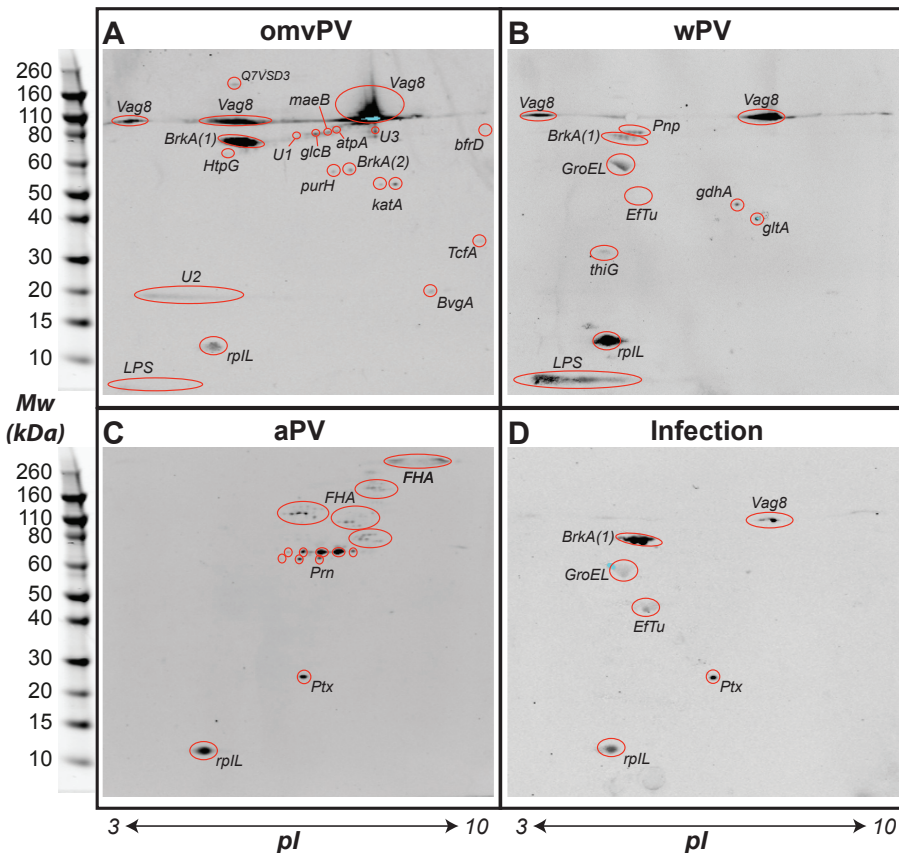 A omvPV
B wPV
260
160
110
80
60
50
40
30
20
15
10
Mw
(kDa)
Q7VSD3
Vag8
Vag8
maeB
Vag8
BrkA(1)
HtpG
U1
glcB
atpA
U3
bfrD
purH
BrkA(2)
katA
TcfA
U2
BvgA
rplL
LPS
Vag8
Vag8
Pnp
BrkA(1)
GroEL
EfTu
gdhA
gltA
thiG
rplL
LPS
C aPV
D Infection
260
160
110
80
60
50
40
30
20
15
10
FHA
FHA
Prn
Ptx
rplL
Vag8
BrkA(1)
GroEL
EfTu
Ptx
rplL
3 pI 10
3 pI 10